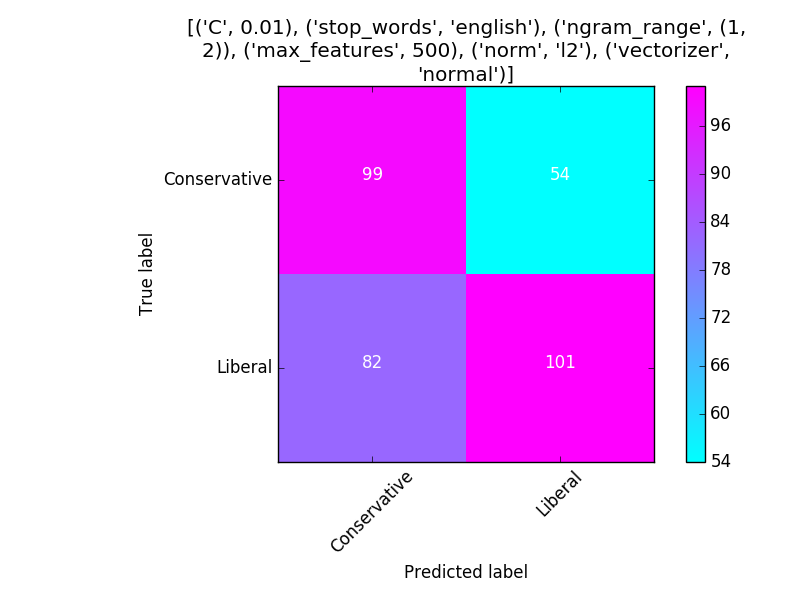 [('C', 0.01), ('stop_words', 'english'), ('ngram_range', (1,
2)), ('max_features', 500), ('norm', 'l2'), ('vectorizer',
'normal')]
True label
Conservative
99
54
Liberal
82
101
Conservative
Liberal
Predicted label
96
90
84
78
72
66
60
54